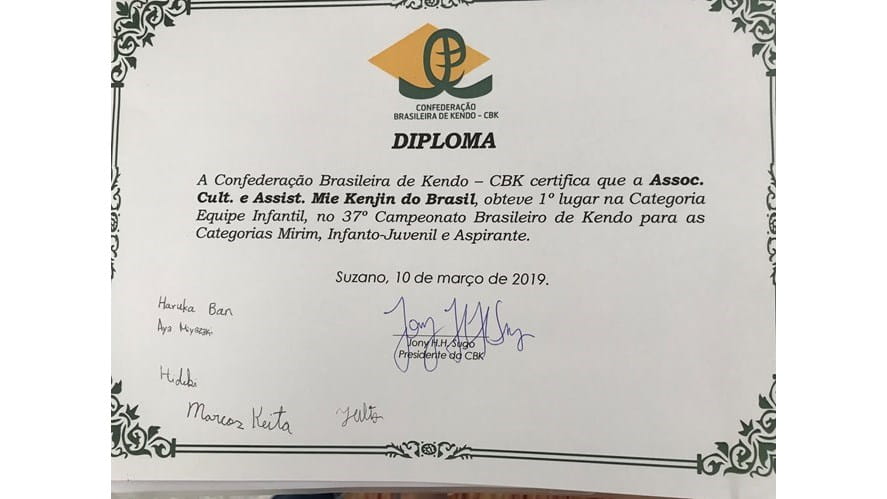 CONFEDERAÇÃO
BRASILEIRA DE KENDO – CBK
DIPLOMA
A Confederação Brasileira de Kendo – CBK certifica que a Assoc.
Cult. e Assist. Mie Kenjin do Brasil, obteve 1º lugar na Categoria
Equipe Infantil, no 37º Campeonato Brasileiro de Kendo para as
Categorias Mirim, Infanto-Juvenil e Aspirante.
Suzano, 10 de março de 2019.
Haruka Ban
Aya Miyazaki
Jony H.H. Sugo
Presidente da CBK
Hideki
Marcos Keita